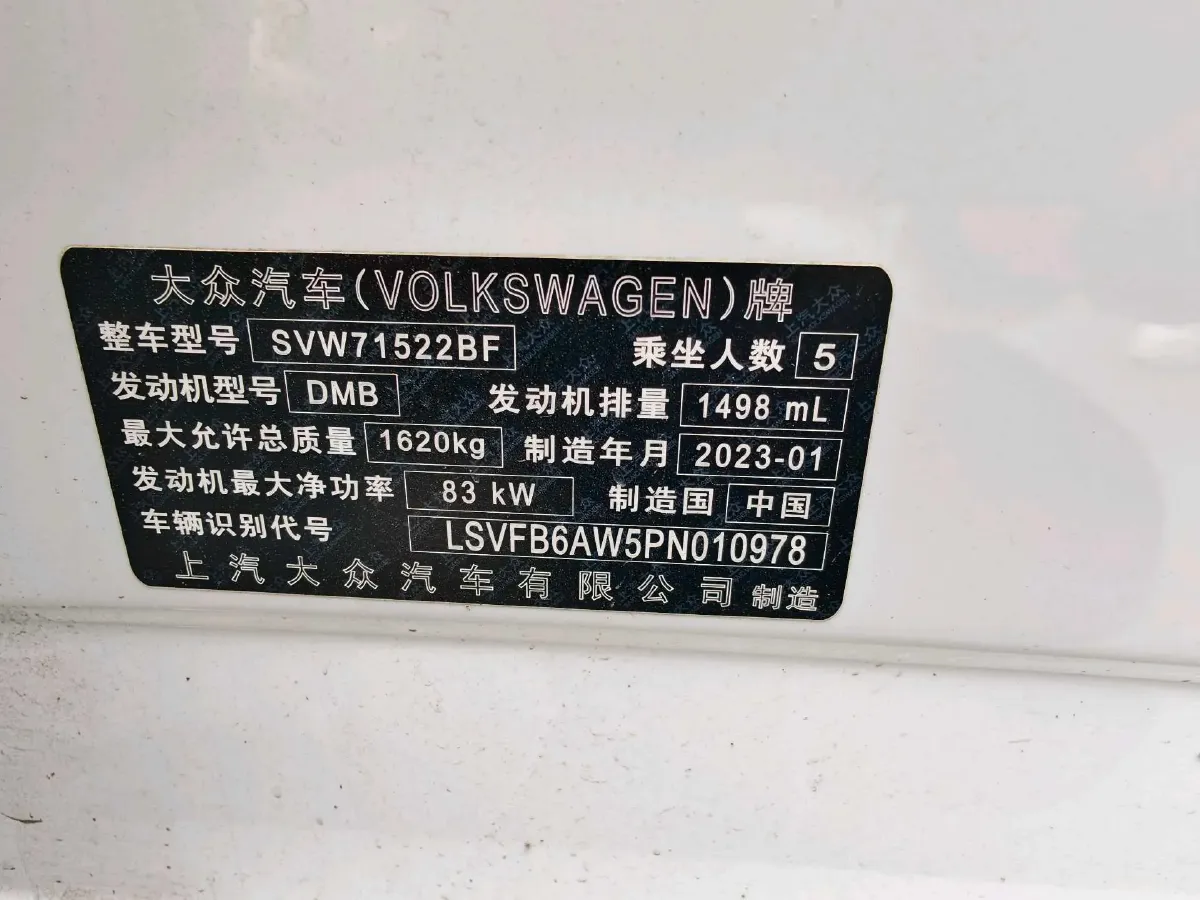 大众汽车(VOLKSWAGEN)牌
整车型号 SVW71522BF 乘坐人数 5
发动机型号 DMB 发动机排量 1498 mL
最大允许总质量 1620kg 制造年月 2023-01
发动机最大净功率 83 kW 制造国 中国
车辆识别代号 LSVFB6AW5PN010978
上汽大众汽车有限公司 制造